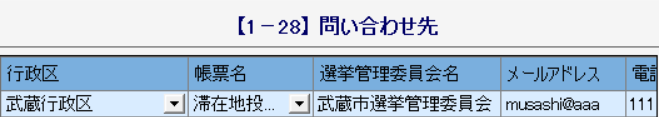 【1－28】問い合わせ先
行政区 帳票名 選挙管理委員会名 メールアドレス 電話
武蔵行政区 滞在地投... 武蔵市選挙管理委員会 musashi@aaa 111